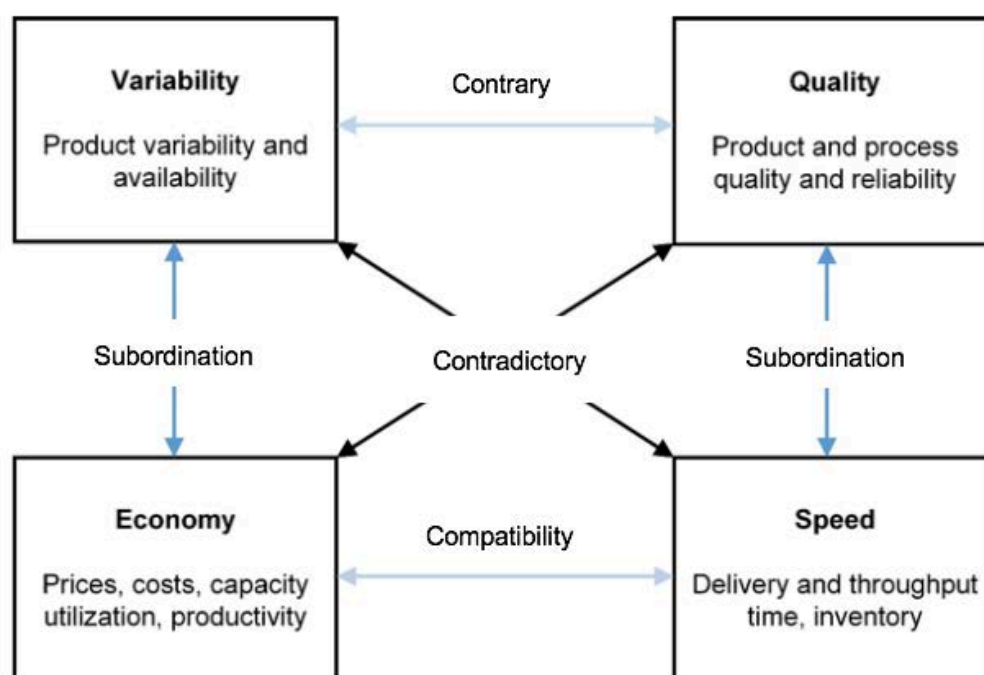 Variability
Product variability and
availability
Contrary
Quality
Product and process
quality and reliability
Subordination
Contradictory
Subordination
Economy
Prices, costs, capacity
utilization, productivity
Compatibility
Speed
Delivery and throughput
time, inventory